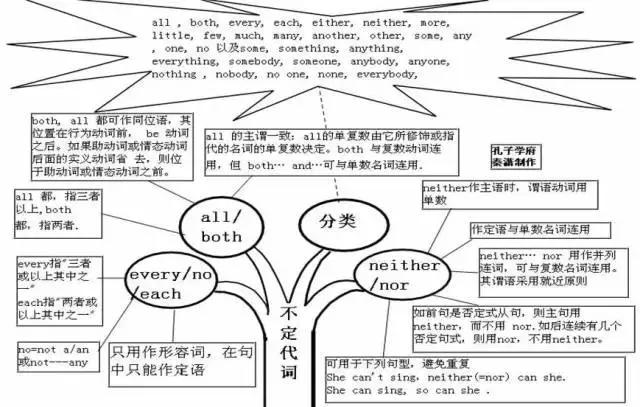 all , both, every, each, either, neither, more,
little, few, much, many, another, other, some, any
, one, no 以及some, something, anything,
everything, somebody, someone, anybody, anyone,
nothing , nobody, no one, none, everybody,
both, all 都可作同位语，其
位置在行为动词前， be 动词
之后。如果助动词或情态动词
后面的实义动词省 去，则位
于助动词或情态动词之前。
all 的主谓一致：all的单复数由它所修饰或指
代的名词的单复数决定。both 与复数动词连
用，但 both… and…可与单数名词连用.
孔子学府
秦潇制作
all 都，指三者
以上,both
都，指两者.
all/
both
分类
neither作主语时，谓语动词用
单数
作定语与单数名词连用
neither… nor 用作并列
连词，可与复数名词连用。
其谓语采用就近原则
neither
/nor
every指"三者
或以上其中之
一"
each指"两者或
以上其中之一"
every/no
/each
no=not a/an
或not---any
只用作形容词，在句
中只能作定语
不定代词
如前句是否定式从句，则主句用
neither，而不用 nor.如后连续有几个
否定句式，则用nor，不用neither。
可用于下列句型，避免重复
She can't sing, neither(=nor) can she.
She can sing, so can she .